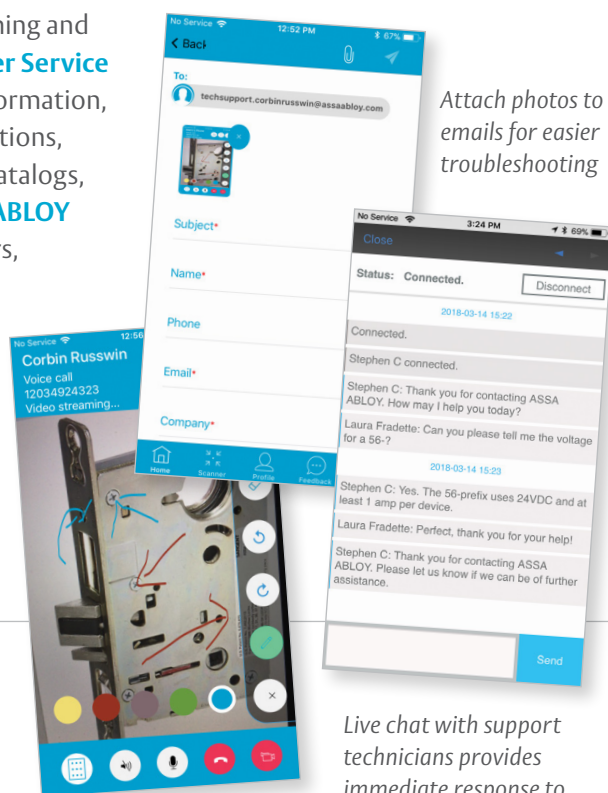 ning and
er Service
ormation,
tions,
atalogs,
ABLOY
rs,
No Service 12:52 PM 67%
Back
To:
techsupport.corbinrusswin@assaabloy.com
Subject*
Name*
Phone
Email*
Company*
Home Scanner Profile Feedback
Attach photos to
emails for easier
troubleshooting
No Service 3:24 PM 69%
Close
Status: Connected. Disconnect
2018-03-14 15:22
Connected.
Stephen C connected.
Stephen C: Thank you for contacting ASSA
ABLOY. How may I help you today?
Laura Fradette: Can you please tell me the voltage
for a 56-?
2018-03-14 15:23
Stephen C: Yes. The 56-prefix uses 24VDC and at
least 1 amp per device.
Laura Fradette: Perfect, thank you for your help!
Stephen C: Thank you for contacting ASSA
ABLOY. Please let us know if we can be of further
assistance.
Send
No Service 12:56
Corbin Russwin
Voice call
12034924323
Video streaming...
Live chat with support
technicians provides
immediate response to